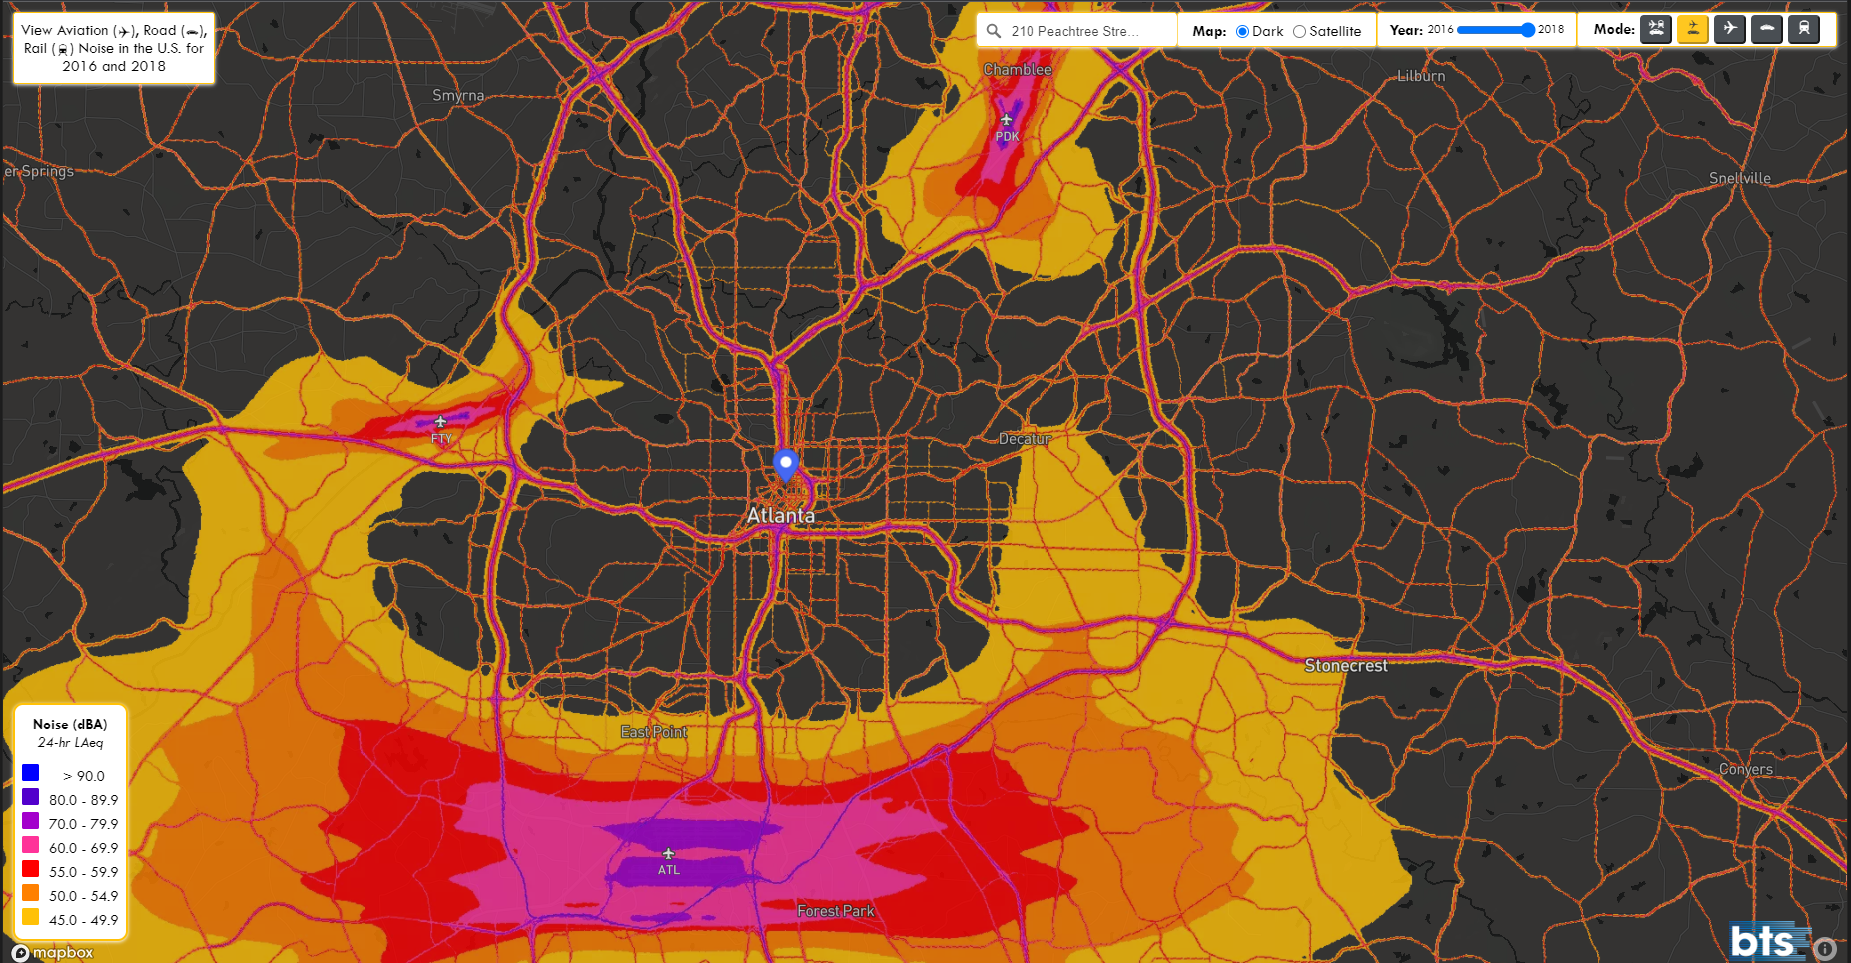 View Aviation (✈), Road (🚗),
Rail (🚆) Noise in the U.S. for
2016 and 2018
210 Peachtree Stre...
Map: Dark Satellite
Year: 2016 2018
Mode:
Chamblee
Smyrna
Lilburn
PDK
er Springs
Snellville
FTY
Decatur
Atlanta
Stonecrest
East Point
Conyers
ATL
Forest Park
Noise (dBA)
24-hr LAeq
> 90.0
80.0 - 89.9
70.0 - 79.9
60.0 - 69.9
55.0 - 59.9
50.0 - 54.9
45.0 - 49.9
mapbox
bts
i